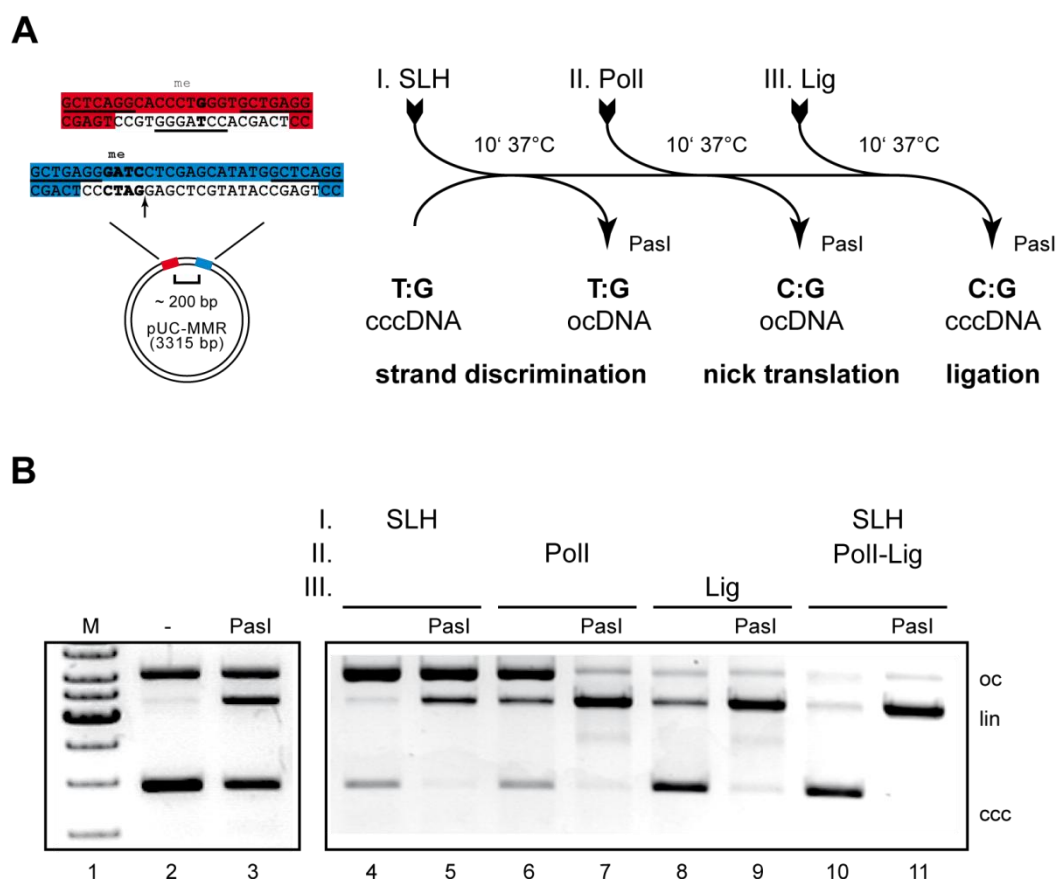 A
me
GCTCAGGCACCCTGGGTGCTGAGG
CGAGTCCGTGGGATCCACGACTCC
me
GCTGAGGGATCCTCGAGCATATGGCTCAGG
CGACTCCCTAGGAGCTCGTATACCGAGTCC
~ 200 bp
pUC-MMR
(3315 bp)
I. SLH II. PolI III. Lig
10' 37°C 10' 37°C 10' 37°C
PasI PasI PasI
T:G T:G C:G C:G
cccDNA ocDNA ocDNA cccDNA
strand discrimination nick translation ligation
B
I. SLH SLH
II. PolI PolI-Lig
III. Lig
M - PasI PasI PasI PasI PasI
oc
lin
ccc
1 2 3 4 5 6 7 8 9 10 11